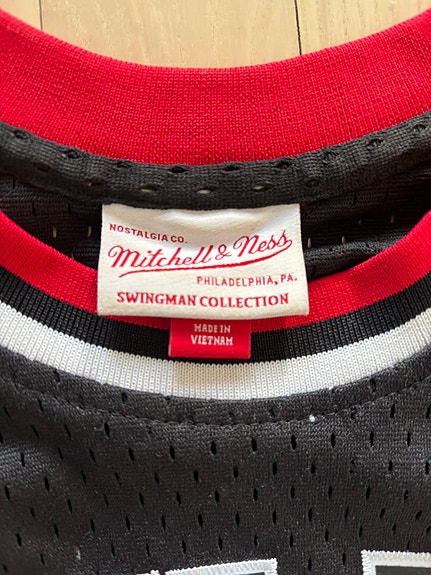 NOSTALGIA CO.
Mitchell & Ness
PHILADELPHIA, PA.
SWINGMAN COLLECTION
MADE IN
VIETNAM